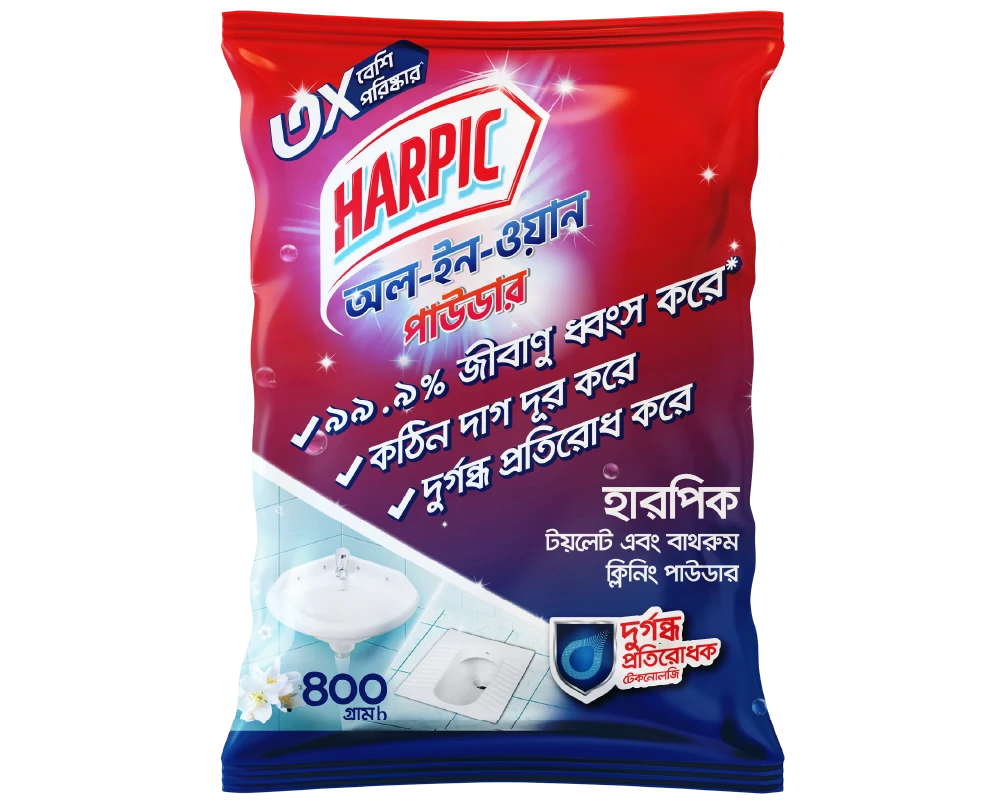 ৩X বেশি
পরিষ্কার
HARPIC
অল-ইন-ওয়ান
পাউডার
৯৯.৯% জীবাণু ধ্বংস করে*
কঠিন দাগ দূর করে
দুর্গন্ধ প্রতিরোধ করে
হারপিক
টয়লেট এবং বাথরুম
ক্লিনিং পাউডার
দুর্গন্ধ
প্রতিরোধক
টেকনোলজি
৪00
গ্রাম b